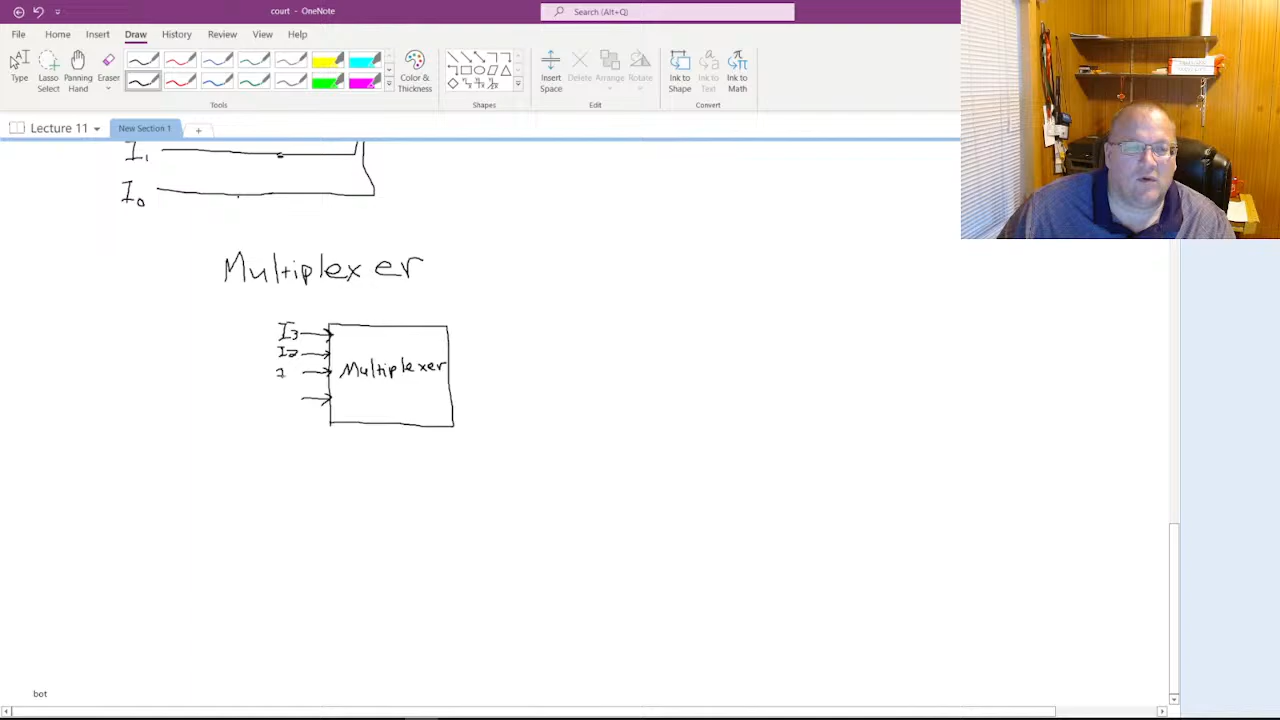 court - OneNote
Search (Alt+Q)
File Home Insert Draw History Review View Help
Type Lasso Select Panning Hand Eraser Color & Thickness Insert Space Delete Arrange Rotate Ink to Shape Ink to Text Ink to Math
Tools Shapes Edit Convert
Lecture 11 New Section 1 +
I1
I0
Multiplexer
I3
I2
I
Multiplexer
bot